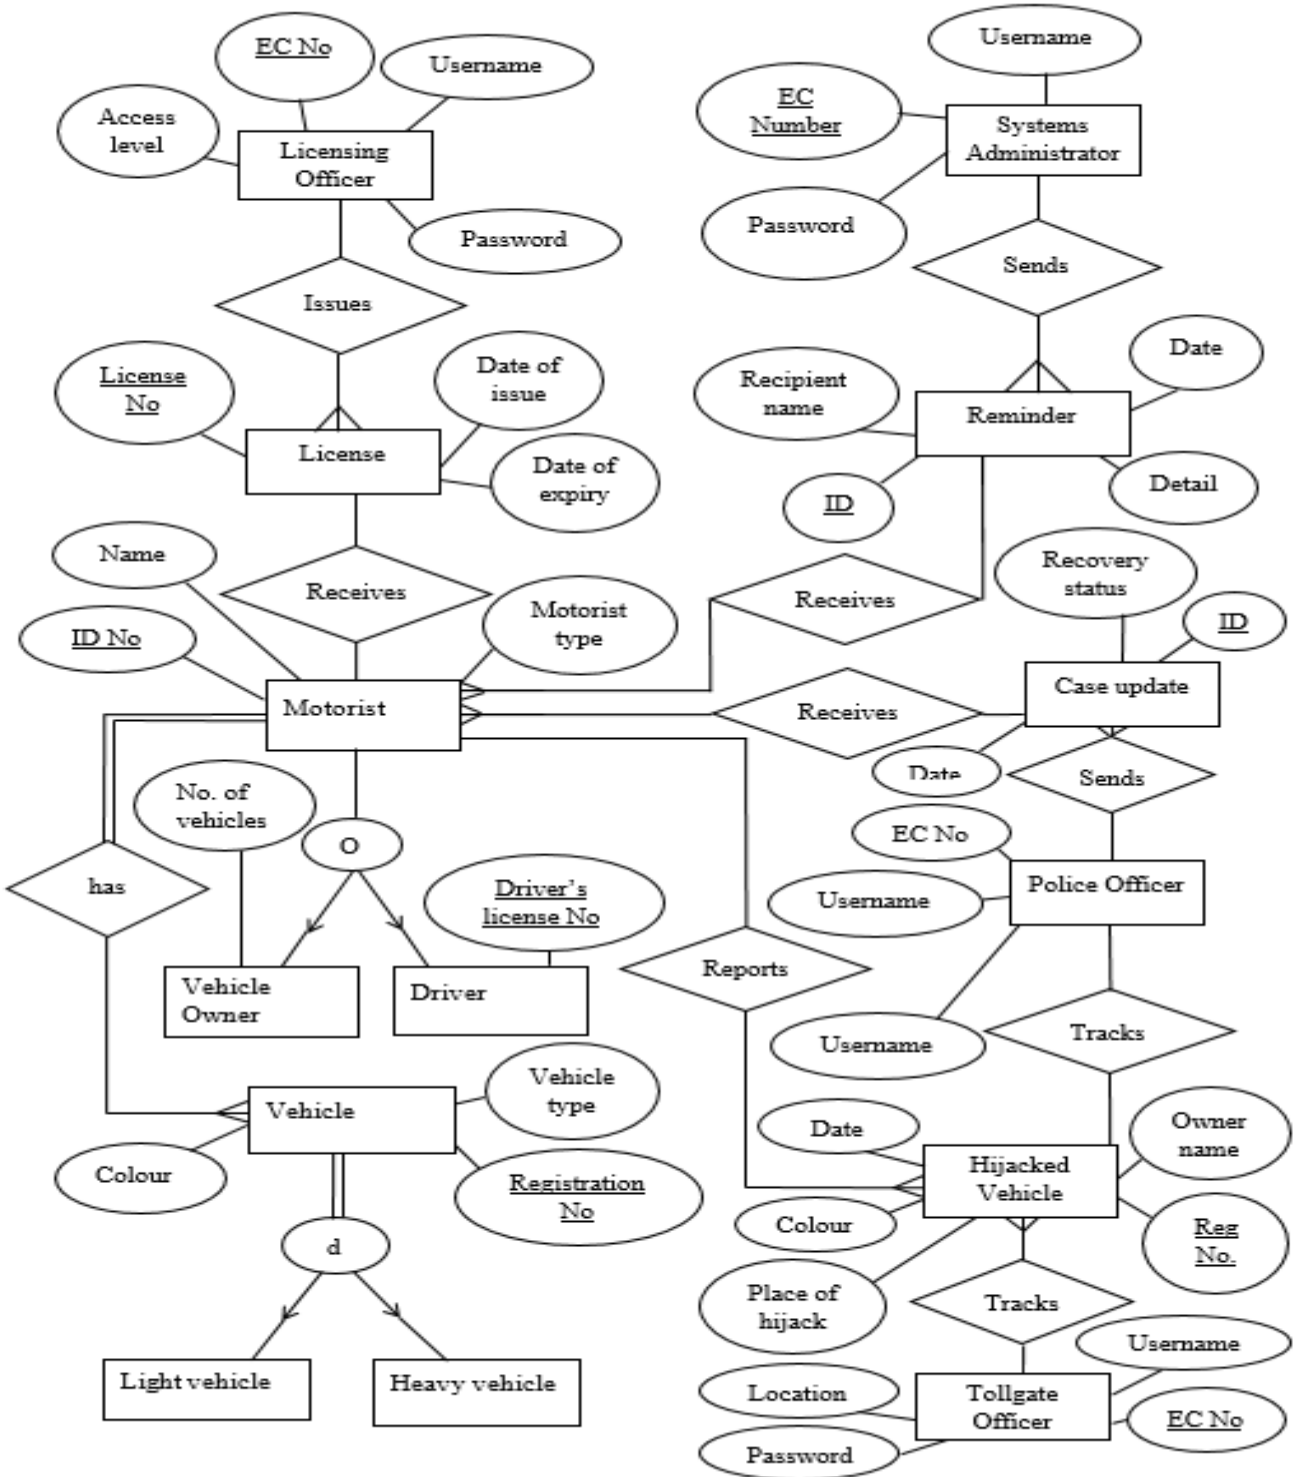 EC No
Username
Access
level
Licensing
Officer
Password
Issues
License
No
Date of
issue
License
Date of
expiry
Name
Receives
ID No
Motorist
type
Motorist
No. of
vehicles
O
has
Driver's
license No
Vehicle
Owner
Driver
Vehicle
Vehicle
type
Colour
Registration
No
d
Light vehicle
Heavy vehicle
Username
EC
Number
Systems
Administrator
Password
Sends
Recipient
name
Date
Reminder
ID
Detail
Receives
Recovery
status
ID
Case update
Receives
Date
Sends
EC No
Police Officer
Username
Reports
Username
Tracks
Date
Owner
name
Hijacked
Vehicle
Colour
Reg
No.
Place of
hijack
Tracks
Username
Location
Tollgate
Officer
EC No
Password